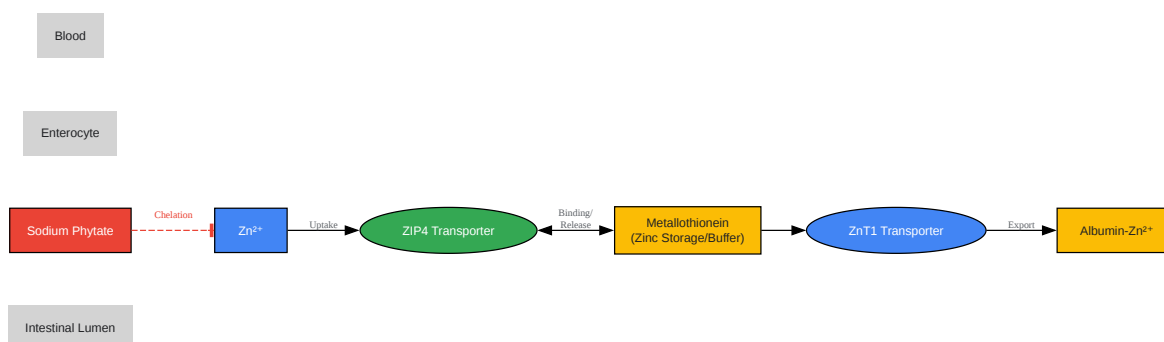 Blood
Enterocyte
Sodium Phytate
Chelation
Zn²⁺
Uptake
ZIP4 Transporter
Binding/
Release
Metallothionein
(Zinc Storage/Buffer)
ZnT1 Transporter
Export
Albumin-Zn²⁺
Intestinal Lumen